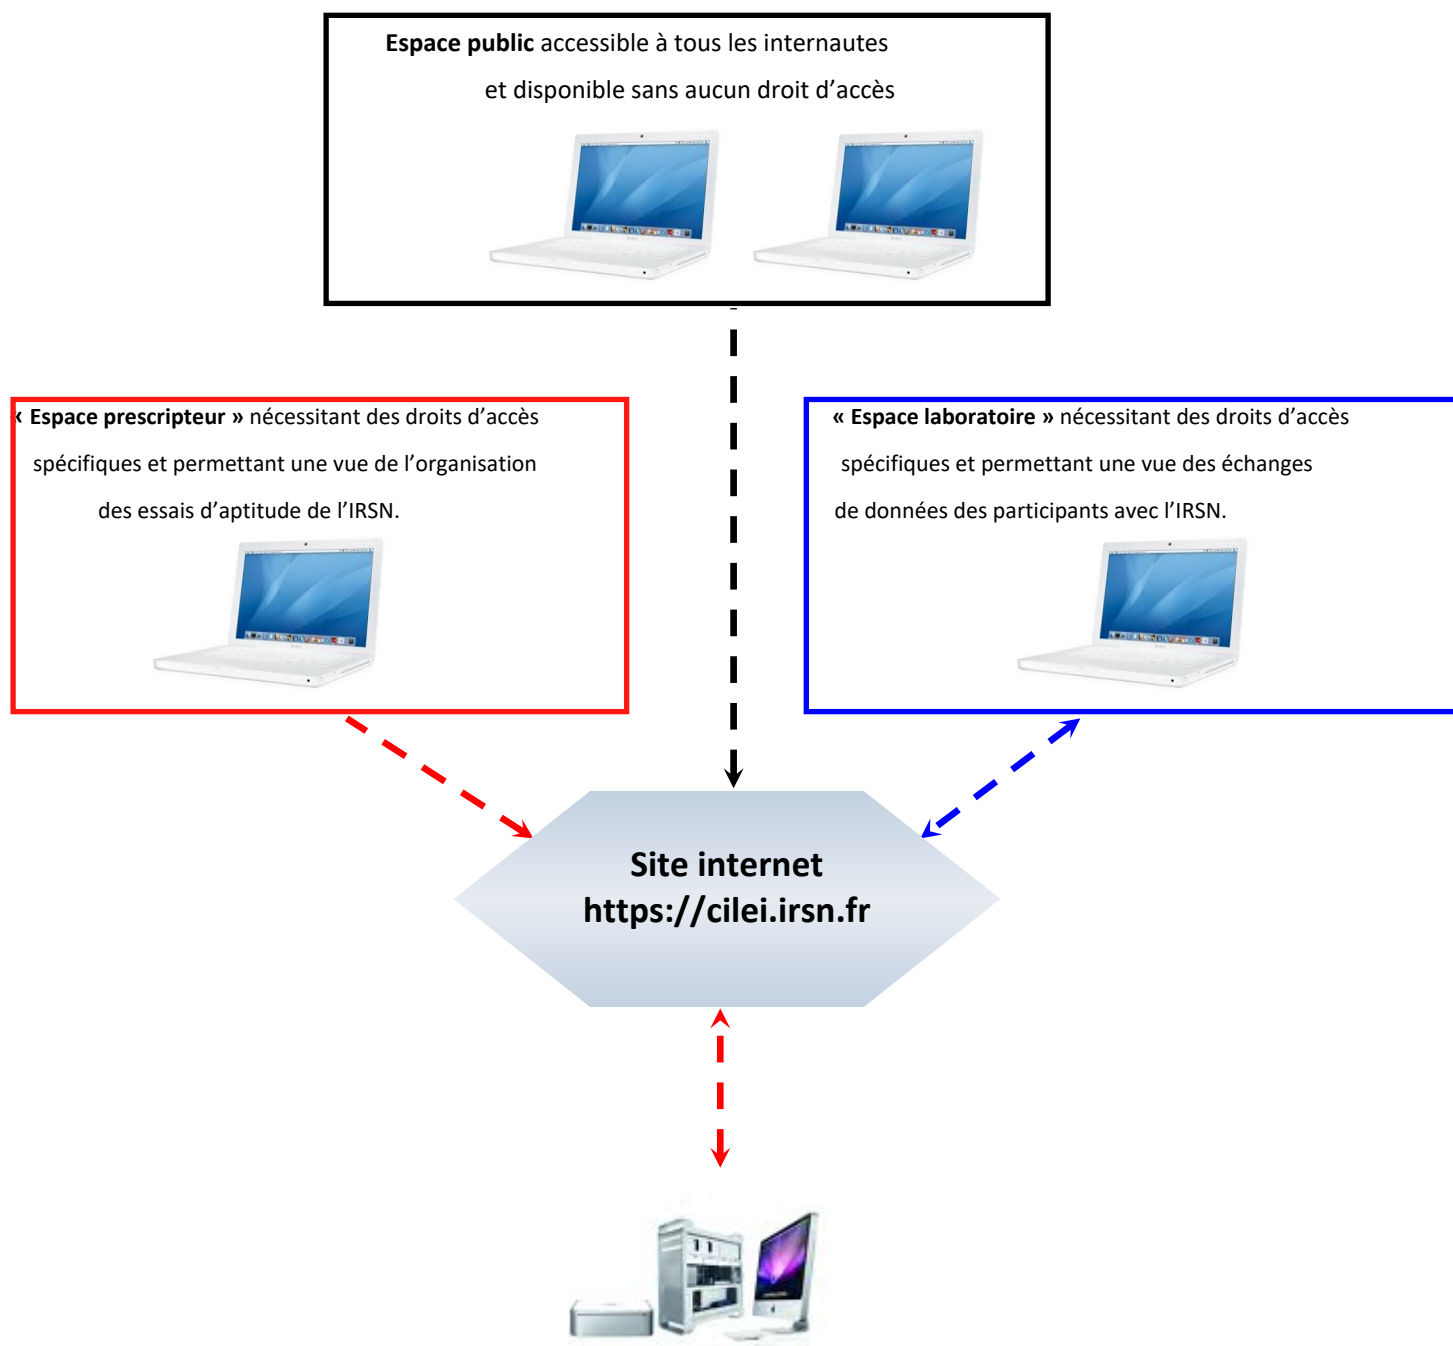 Espace public accessible à tous les internautes
et disponible sans aucun droit d’accès
« Espace prescripteur » nécessitant des droits d’accès
spécifiques et permettant une vue de l’organisation
des essais d’aptitude de l’IRSN.
« Espace laboratoire » nécessitant des droits d’accès
spécifiques et permettant une vue des échanges
de données des participants avec l’IRSN.
Site internet
https://cilei.irsn.fr